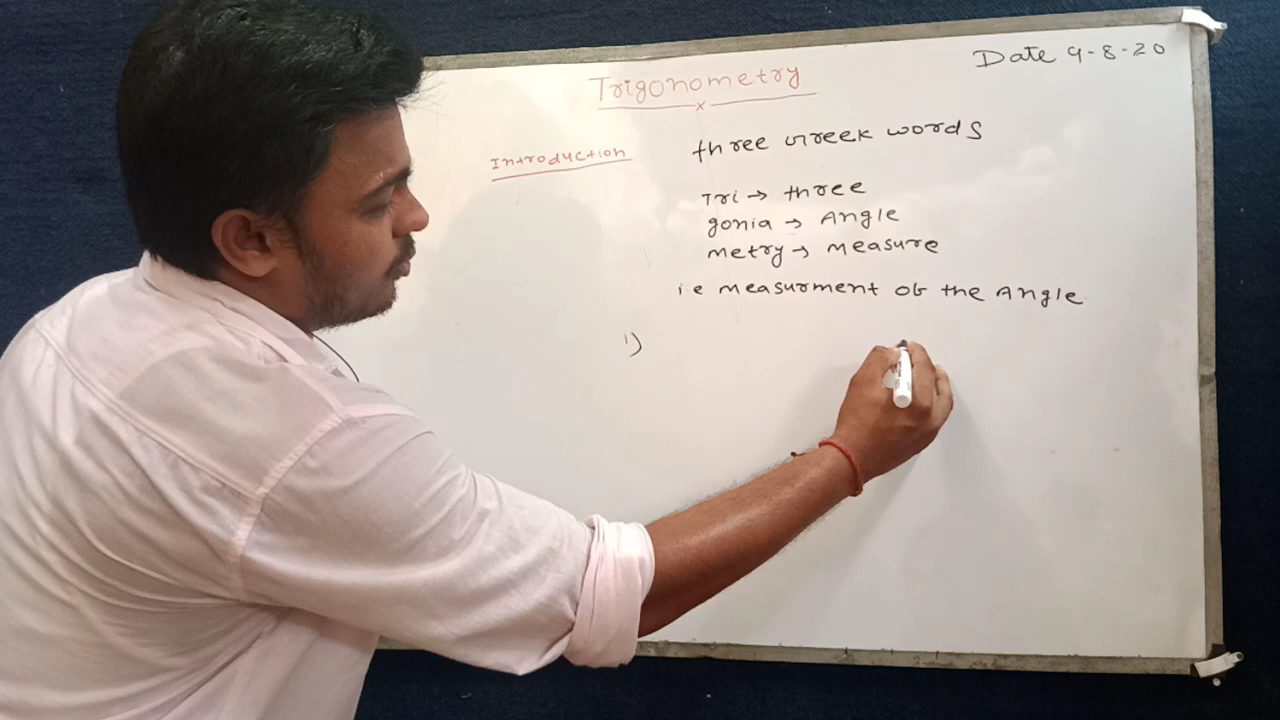 Date 9-8-20
Trigonometry
x
Introduction
three Greek words
Tri → three
gonia → Angle
metry → measure
ie measurment of the Angle
1)